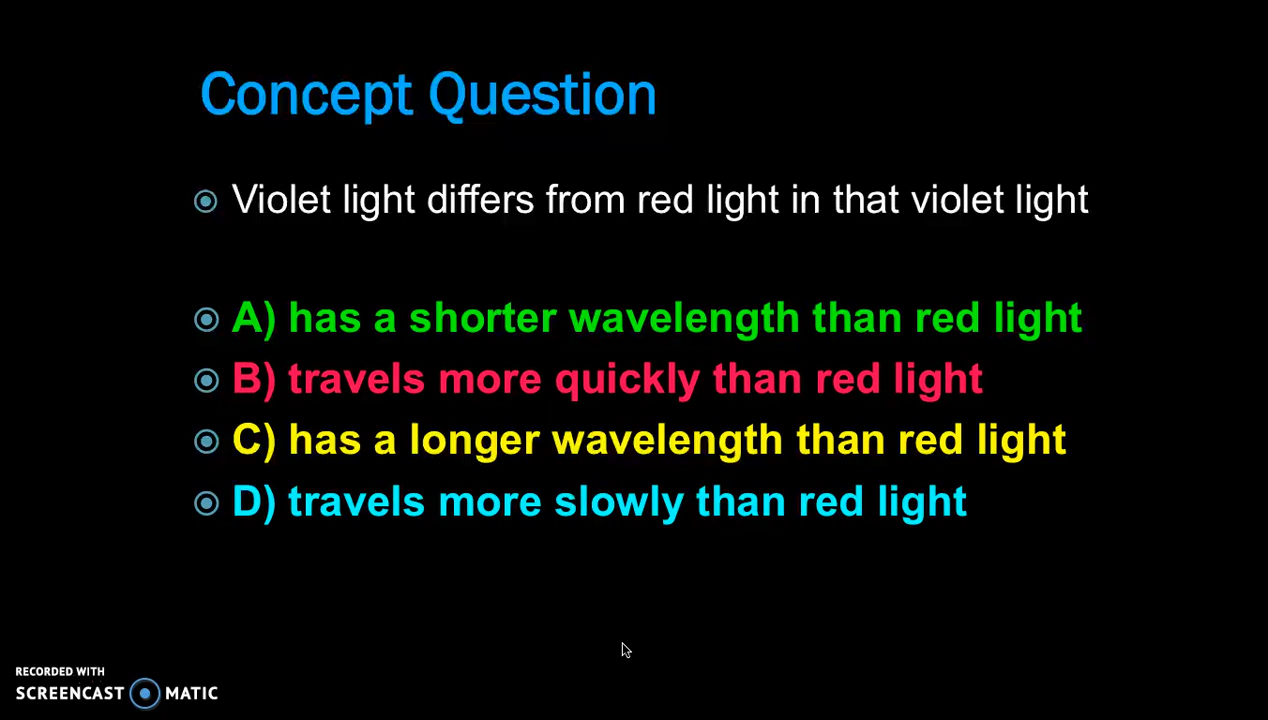 Concept Question
Violet light differs from red light in that violet light
A) has a shorter wavelength than red light
B) travels more quickly than red light
C) has a longer wavelength than red light
D) travels more slowly than red light
RECORDED WITH
SCREENCAST MATIC